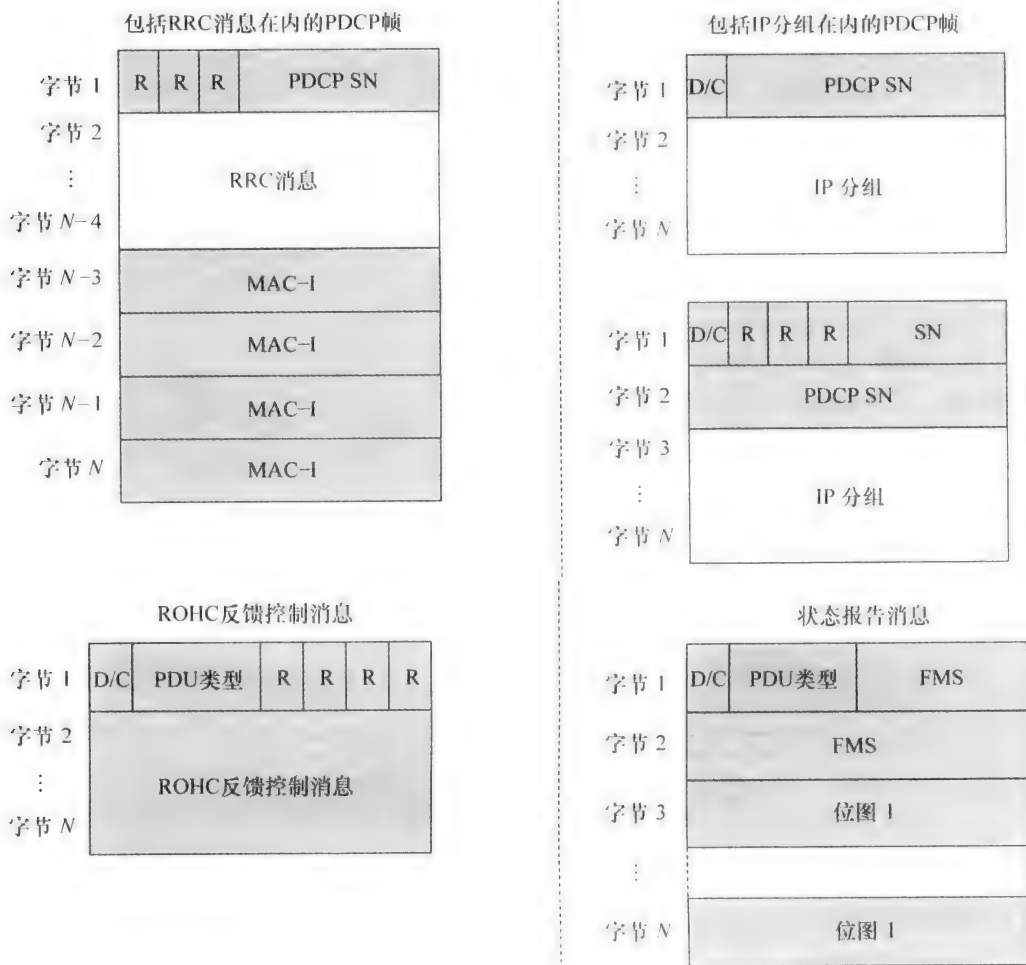 包括RRC消息在内的PDCP帧
字节 1 R R R PDCP SN
字节 2
⋮
字节 N-4
RRC消息
字节 N-3 MAC-I
字节 N-2 MAC-I
字节 N-1 MAC-I
字节 N MAC-I
包括IP分组在内的PDCP帧
字节 1 D/C PDCP SN
字节 2
⋮
字节 N
IP 分组
字节 1 D/C R R R SN
字节 2 PDCP SN
字节 3
⋮
字节 N
IP 分组
ROHC反馈控制消息
字节 1 D/C PDU类型 R R R R
字节 2
⋮
字节 N
ROHC反馈控制消息
状态报告消息
字节 1 D/C PDU类型 FMS
字节 2 FMS
字节 3 位图 1
⋮
字节 N 位图 1